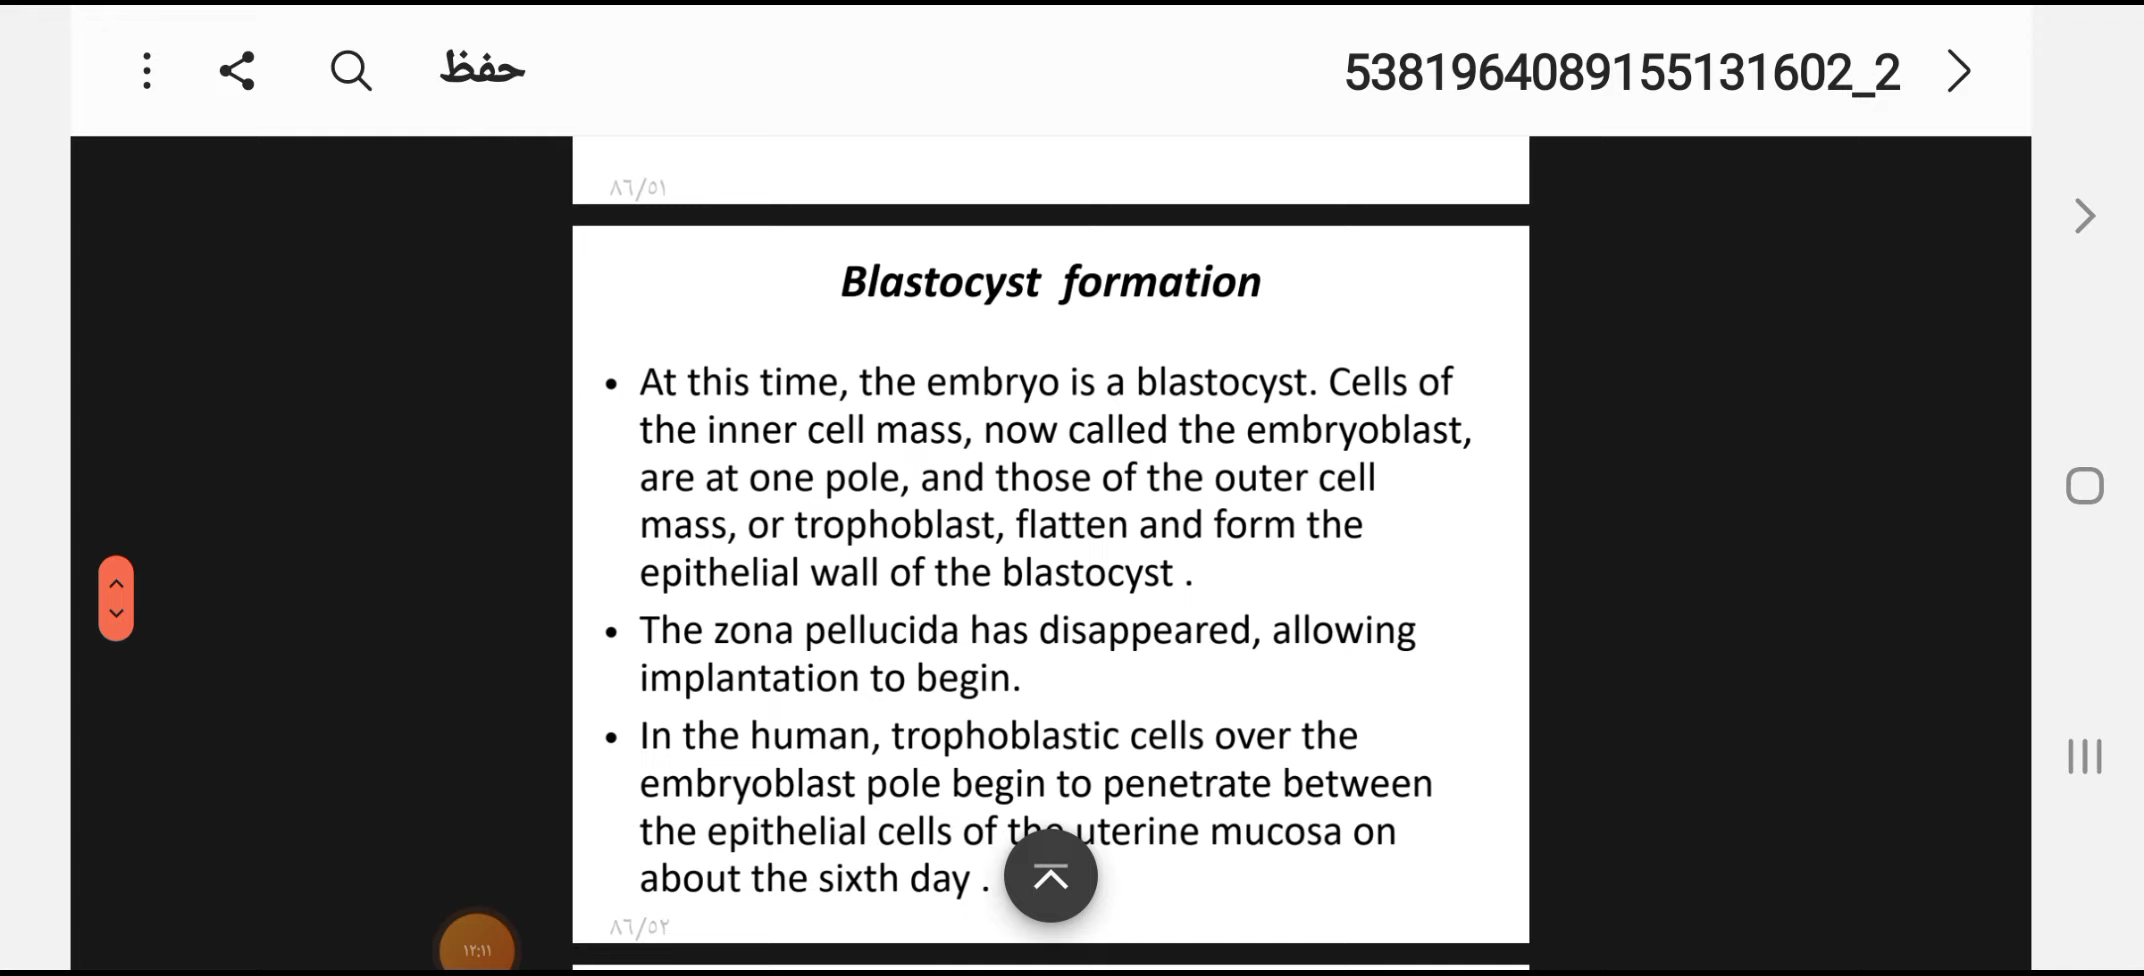 حفظ
5381964089155131602_2
٨٦/٥١
Blastocyst formation
• At this time, the embryo is a blastocyst. Cells of
the inner cell mass, now called the embryoblast,
are at one pole, and those of the outer cell
mass, or trophoblast, flatten and form the
epithelial wall of the blastocyst .
• The zona pellucida has disappeared, allowing
implantation to begin.
• In the human, trophoblastic cells over the
embryoblast pole begin to penetrate between
the epithelial cells of the uterine mucosa on
about the sixth day .
٨٦/٥٢
١٢:١١